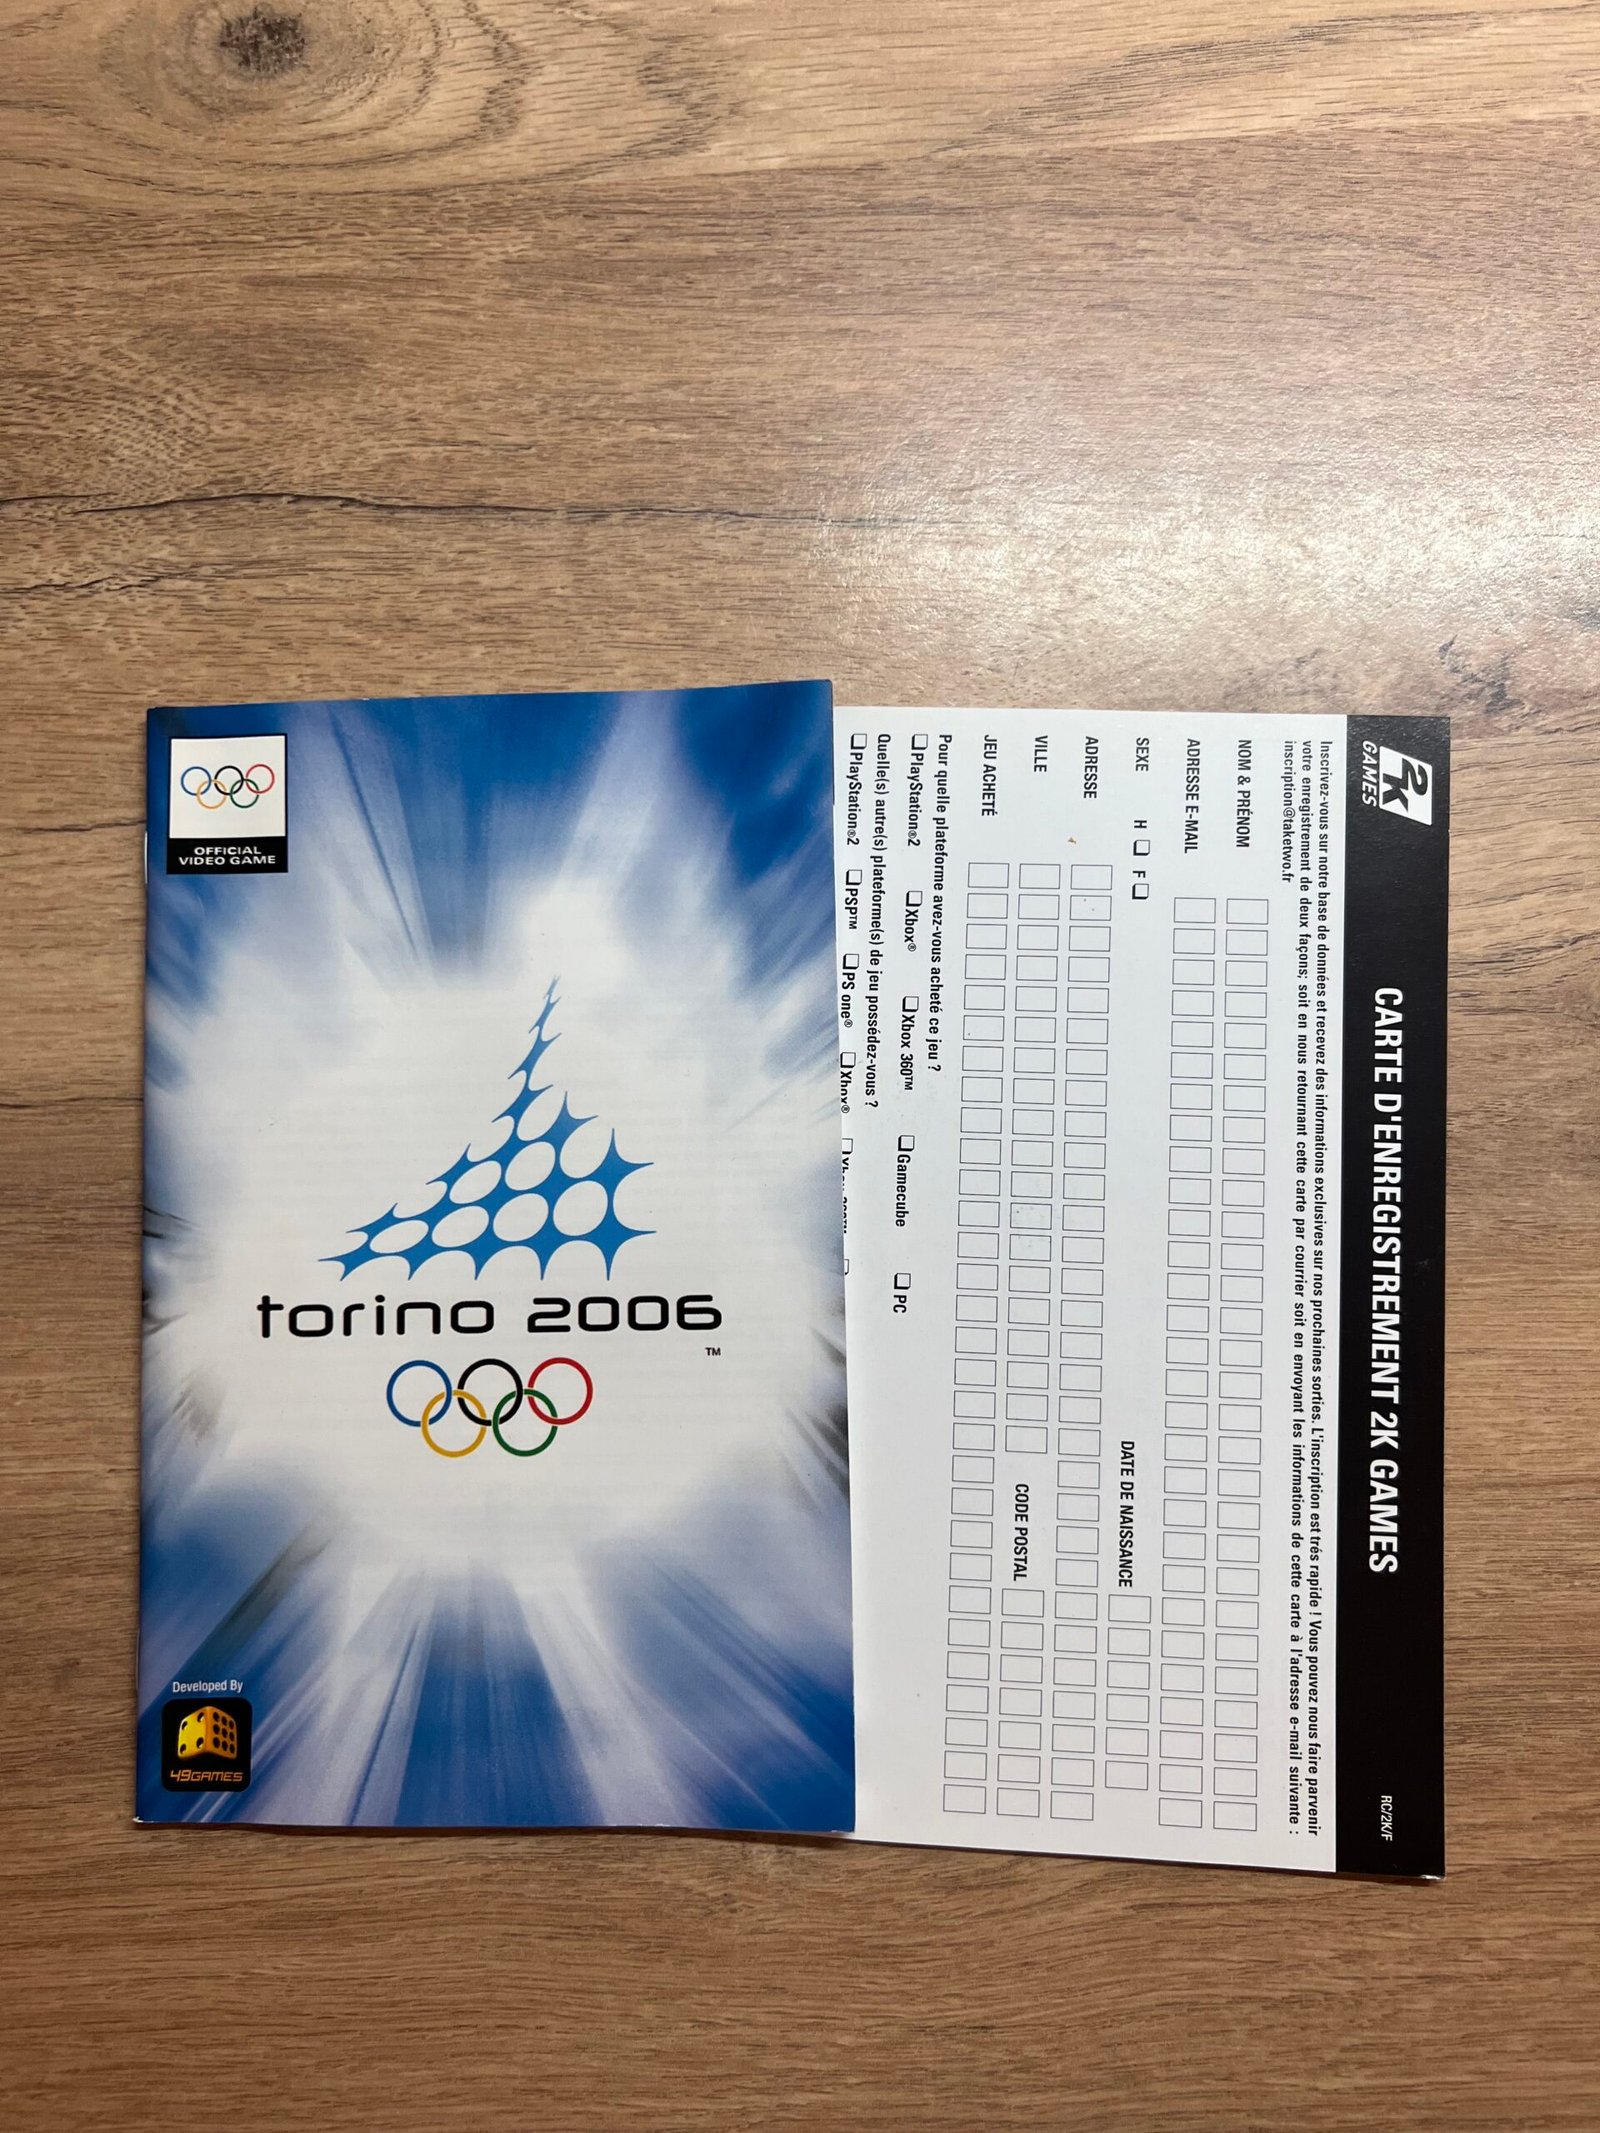 OFFICIAL
VIDEO GAME
torino 2006
TM
Developed By
49GAMES
2K
GAMES
CARTE D'ENREGISTREMENT 2K GAMES
RC/2K/F
Inscrivez-vous sur notre base de données et recevez des informations exclusives sur nos prochaines sorties. L'inscription est trés rapide ! Vous pouvez nous faire parvenir
votre enregistrement de deux façons; soit en nous retournant cette carte par courrier soit en envoyant les informations de cette carte à l'adresse e-mail suivante :
inscription@taketwo.fr
NOM & PRÉNOM
ADRESSE E-MAIL
SEXE H F DATE DE NAISSANCE
ADRESSE
VILLE CODE POSTAL
JEU ACHETÉ
Pour quelle plateforme avez-vous acheté ce jeu ?
PlayStation®2 Xbox® Xbox 360™ Gamecube PC
Quelle(s) autre(s) plateforme(s) de jeu possédez-vous ?
PlayStation®2 PSP™ PS one® Xbox®